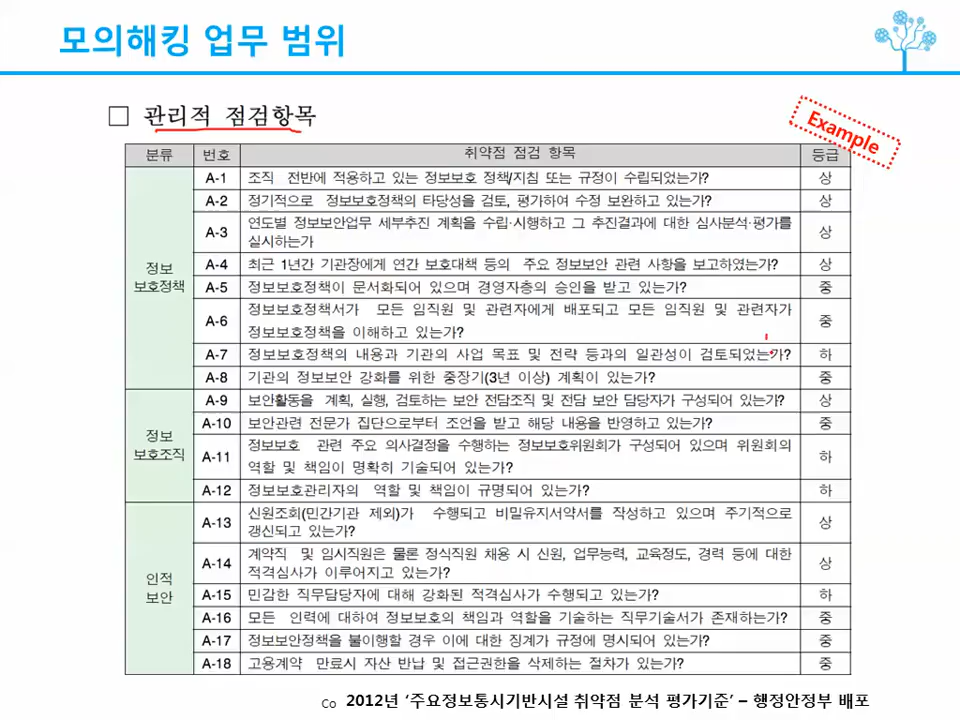 모의해킹 업무 범위
□ 관리적 점검항목
Example
분류 번호 취약점 점검 항목 등급
정보
보호정책
A-1 조직 전반에 적용하고 있는 정보보호 정책/지침 또는 규정이 수립되었는가? 상
A-2 정기적으로 정보보호정책의 타당성을 검토, 평가하여 수정 보완하고 있는가? 상
A-3 연도별 정보보안업무 세부추진 계획을 수립·시행하고 그 추진결과에 대한 심사분석·평가를
실시하는가 상
A-4 최근 1년간 기관장에게 연간 보호대책 등의 주요 정보보안 관련 사항을 보고하였는가? 상
A-5 정보보호정책이 문서화되어 있으며 경영자층의 승인을 받고 있는가? 중
A-6 정보보호정책서가 모든 임직원 및 관련자에게 배포되고 모든 임직원 및 관련자가
정보보호정책을 이해하고 있는가? 중
A-7 정보보호정책의 내용과 기관의 사업 목표 및 전략 등과의 일관성이 검토되었는가? 하
A-8 기관의 정보보안 강화를 위한 중장기(3년 이상) 계획이 있는가? 중
정보
보호조직
A-9 보안활동을 계획, 실행, 검토하는 보안 전담조직 및 전담 보안 담당자가 구성되어 있는가? 상
A-10 보안관련 전문가 집단으로부터 조언을 받고 해당 내용을 반영하고 있는가? 중
A-11 정보보호 관련 주요 의사결정을 수행하는 정보보호위원회가 구성되어 있으며 위원회의
역할 및 책임이 명확히 기술되어 있는가? 하
A-12 정보보호관리자의 역할 및 책임이 규명되어 있는가? 하
인적
보안
A-13 신원조회(민간기관 제외)가 수행되고 비밀유지서약서를 작성하고 있으며 주기적으로
갱신되고 있는가? 상
A-14 계약직 및 임시직원은 물론 정식직원 채용 시 신원, 업무능력, 교육정도, 경력 등에 대한
적격심사가 이루어지고 있는가? 상
A-15 민감한 직무담당자에 대해 강화된 적격심사가 수행되고 있는가? 하
A-16 모든 인력에 대하여 정보보호의 책임과 역할을 기술하는 직무기술서가 존재하는가? 중
A-17 정보보안정책을 불이행할 경우 이에 대한 징계가 규정에 명시되어 있는가? 중
A-18 고용계약 만료시 자산 반납 및 접근권한을 삭제하는 절차가 있는가? 중
Co 2012년 '주요정보통시기반시설 취약점 분석 평가기준' – 행정안정부 배포